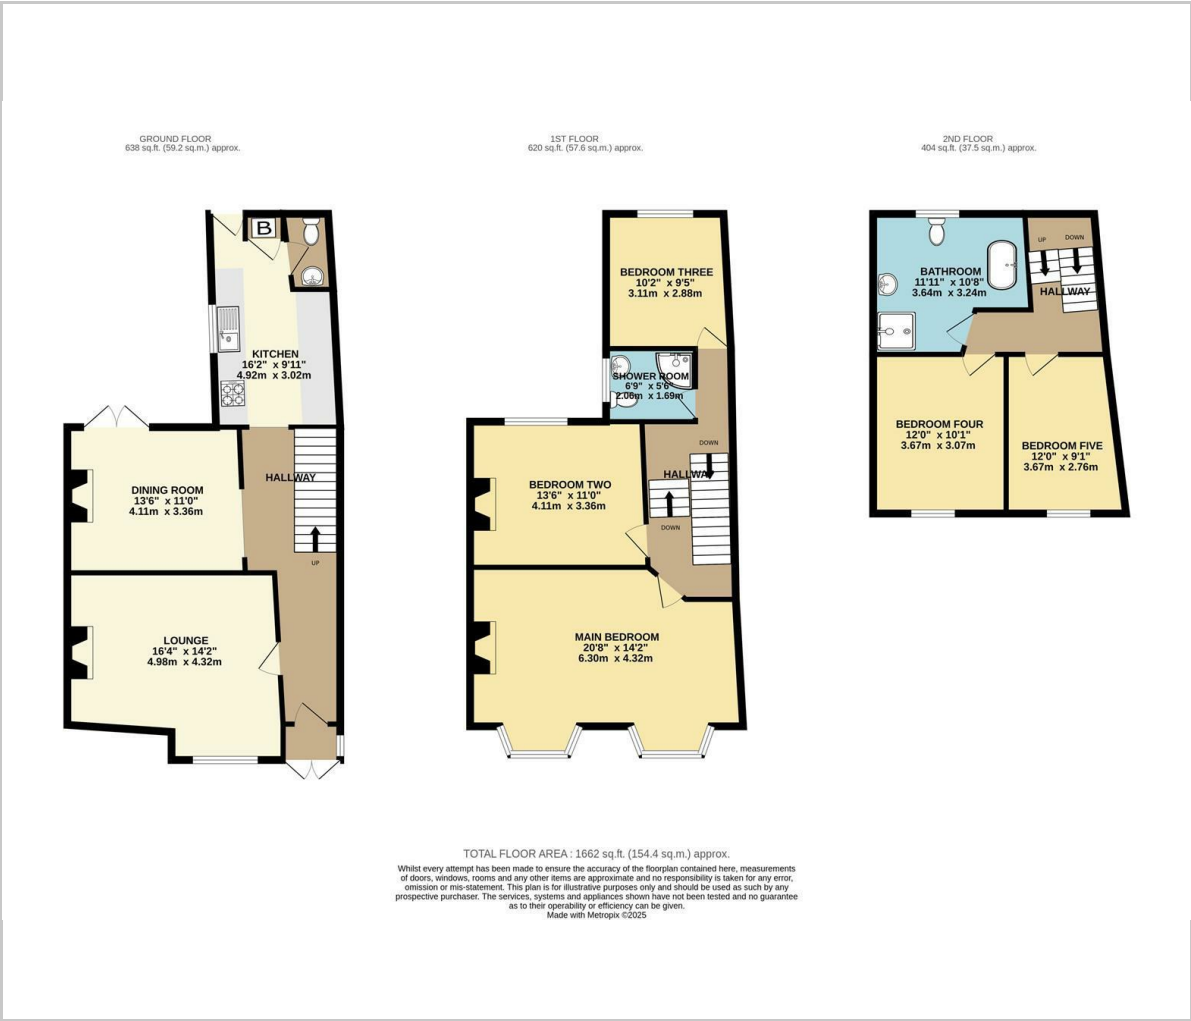 GROUND FLOOR
638 sq.ft. (59.2 sq.m.) approx.
B
KITCHEN
16'2" x 9'11"
4.92m x 3.02m
HALLWAY
DINING ROOM
13'6" x 11'0"
4.11m x 3.36m
UP
LOUNGE
16'4" x 14'2"
4.98m x 4.32m
1ST FLOOR
620 sq.ft. (57.6 sq.m.) approx.
BEDROOM THREE
10'2" x 9'5"
3.11m x 2.88m
SHOWER ROOM
6'9" x 5'6"
2.06m x 1.69m
DOWN
HALLWAY
BEDROOM TWO
13'6" x 11'0"
4.11m x 3.36m
DOWN
MAIN BEDROOM
20'8" x 14'2"
6.30m x 4.32m
2ND FLOOR
404 sq.ft. (37.5 sq.m.) approx.
UP
DOWN
BATHROOM
11'11" x 10'8"
3.64m x 3.24m
HALLWAY
BEDROOM FOUR
12'0" x 10'1"
3.67m x 3.07m
BEDROOM FIVE
12'0" x 9'1"
3.67m x 2.76m
TOTAL FLOOR AREA : 1662 sq.ft. (154.4 sq.m.) approx.
Whilst every attempt has been made to ensure the accuracy of the floorplan contained here, measurements
of doors, windows, rooms and any other items are approximate and no responsibility is taken for any error,
omission or mis-statement. This plan is for illustrative purposes only and should be used as such by any
prospective purchaser. The services, systems and appliances shown have not been tested and no guarantee
as to their operability or efficiency can be given.
Made with Metropix ©2025